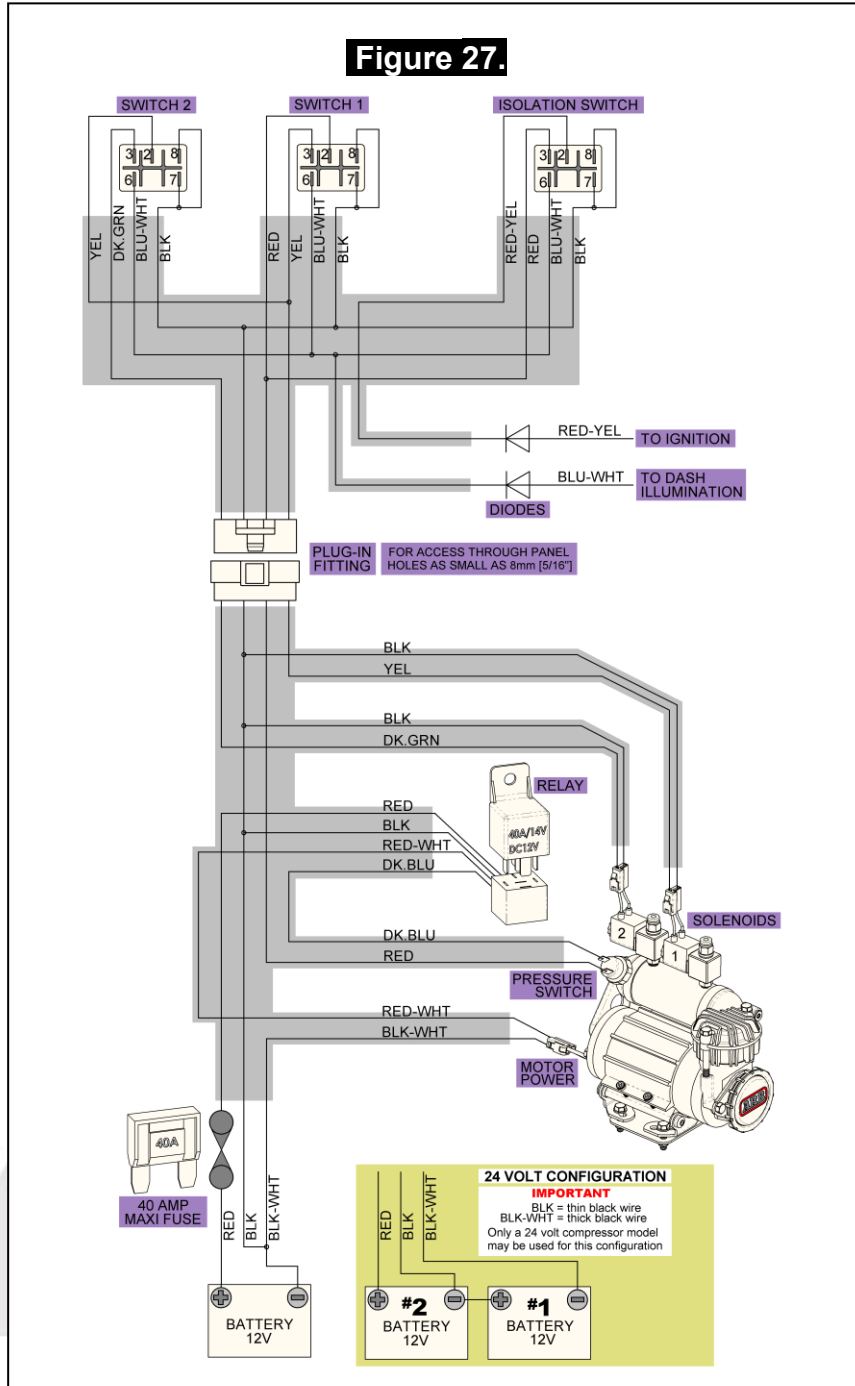 Figure 27.
SWITCH 2
SWITCH 1
ISOLATION SWITCH
3 2 8
6 7
3 2 8
6 7
3 2 8
6 7
YEL
DK.GRN
BLU-WHT
BLK
RED
YEL
BLU-WHT
BLK
RED-YEL
RED
BLU-WHT
BLK
RED-YEL
TO IGNITION
BLU-WHT
TO DASH
ILLUMINATION
DIODES
PLUG-IN
FITTING
FOR ACCESS THROUGH PANEL
HOLES AS SMALL AS 8mm [5/16"]
BLK
YEL
BLK
DK.GRN
RELAY
40A/14V
DC12V
RED
BLK
RED-WHT
DK.BLU
SOLENOIDS
2
1
DK.BLU
RED
PRESSURE
SWITCH
RED-WHT
BLK-WHT
MOTOR
POWER
40A
40 AMP
MAXI FUSE
RED
BLK
BLK-WHT
BATTERY
12V
24 VOLT CONFIGURATION
IMPORTANT
BLK = thin black wire
BLK-WHT = thick black wire
Only a 24 volt compressor model
may be used for this configuration
RED
BLK
BLK-WHT
#2
BATTERY
12V
#1
BATTERY
12V